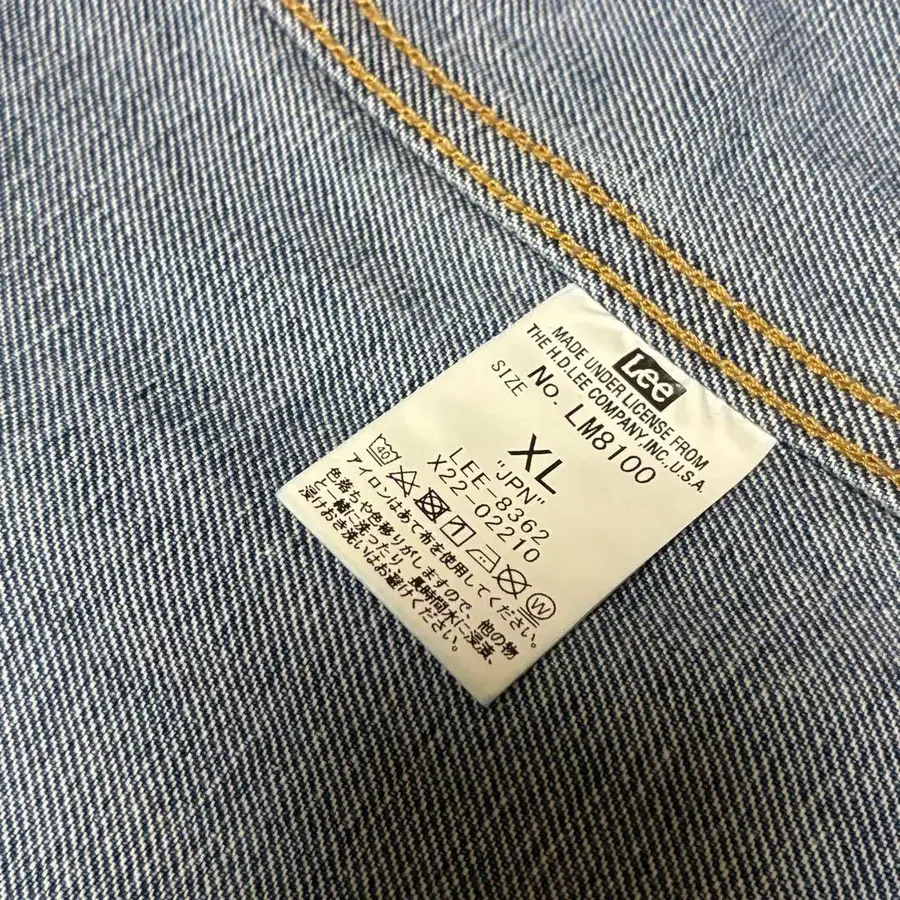 Lee
MADE UNDER LICENSE FROM
THE H.D.LEE COMPANY,INC.,U.S.A.
No. LM8100
SIZE
XL
"JPN"
LEE-8362
X22-02210
40 1 W
アイロンはあて布を使用してください。
色落ちや色移りがしますので、他の物
と一緒に洗ったり、長時間水に浸漬、
浸けおき洗いはお避けください。